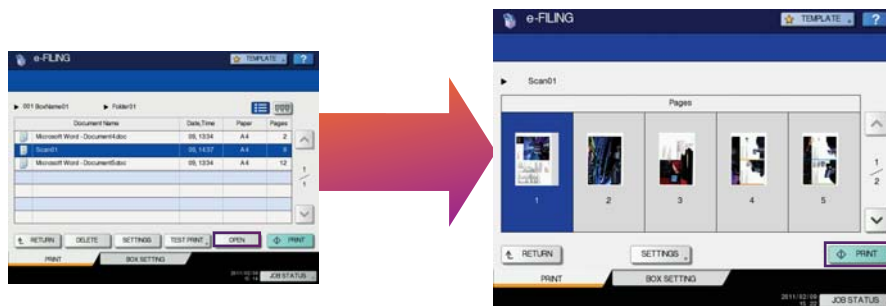 e-FILING
TEMPLATE
?
001 BoxName01
Folder01
Document Name Date,Time Paper Pages
Microsoft Word - Document4.doc 09, 13:34 A4 2
Scan01 09, 14:37 A4 8
Microsoft Word - Document5.doc 09, 13:34 A4 12
1
1
RETURN DELETE SETTINGS TEST PRINT OPEN PRINT
PRINT BOX SETTING
JOB STATUS
e-FILING
TEMPLATE
?
Scan01
Pages
1 2 3 4 5
1
2
RETURN SETTINGS PRINT
PRINT BOX SETTING
JOB STATUS